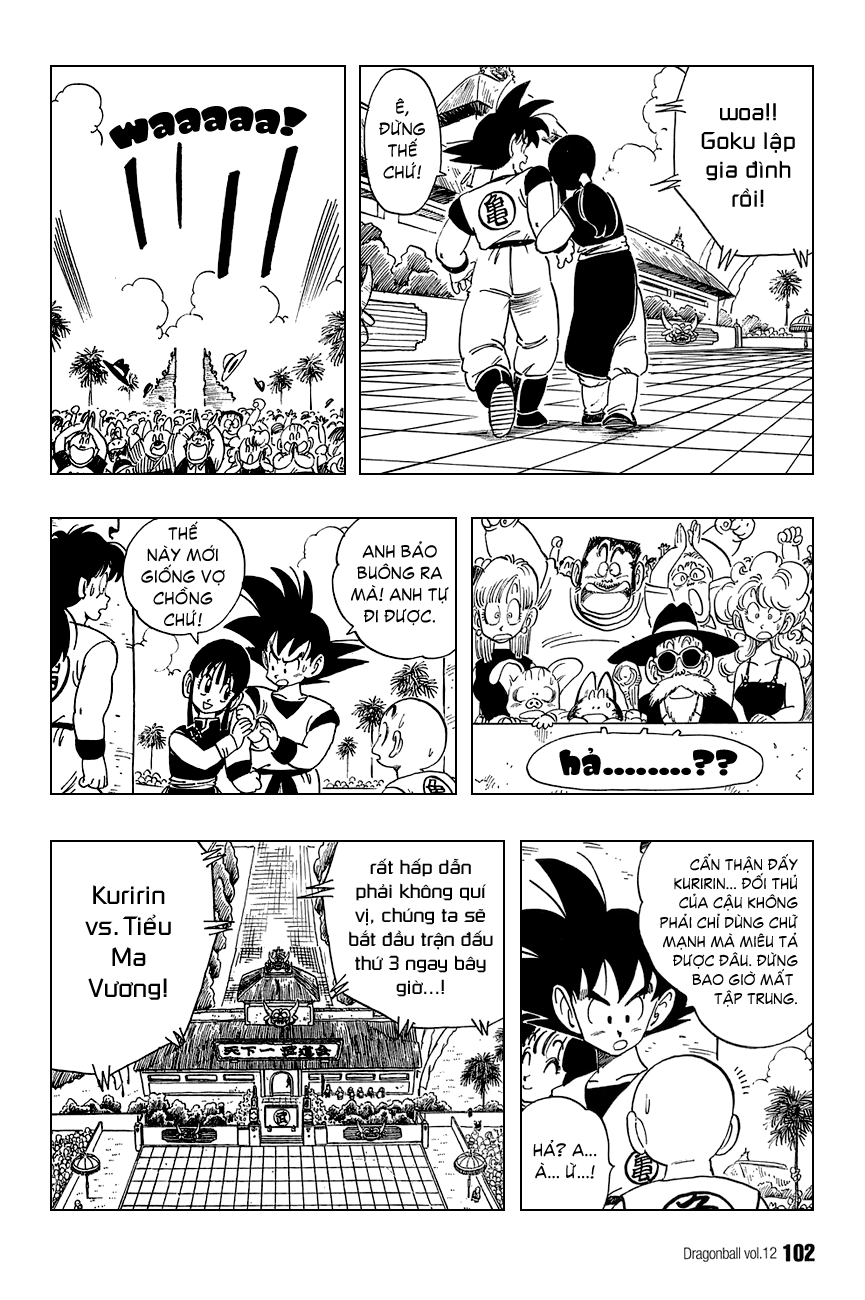 waaaaa!
Ê,
ĐỪNG
THẾ
CHỨ!
woa!!
Goku lập
gia đình
rồi!
亀
THẾ
NÀY MỚI
GIỐNG VỢ
CHỒNG
CHỨ!
ANH BẢO
BUÔNG RA
MÀ! ANH TỰ
ĐI ĐƯỢC.
hả.........??
Kuririn
vs. Tiểu
Ma
Vương!
rất hấp dẫn
phải không quí
vị, chúng ta sẽ
bắt đầu trận đấu
thứ 3 ngay bây
giờ...!
天下一武道会
武
CẨN THẬN ĐẤY
KURIRIN... ĐỐI THỦ
CỦA CẬU KHÔNG
PHẢI CHỈ DÙNG CHỮ
MẠNH MÀ MIÊU TẢ
ĐƯỢC ĐÂU. ĐỪNG
BAO GIỜ MẤT
TẬP TRUNG.
HẢ? A...
À... Ừ...!
亀
Dragonball vol.12 102